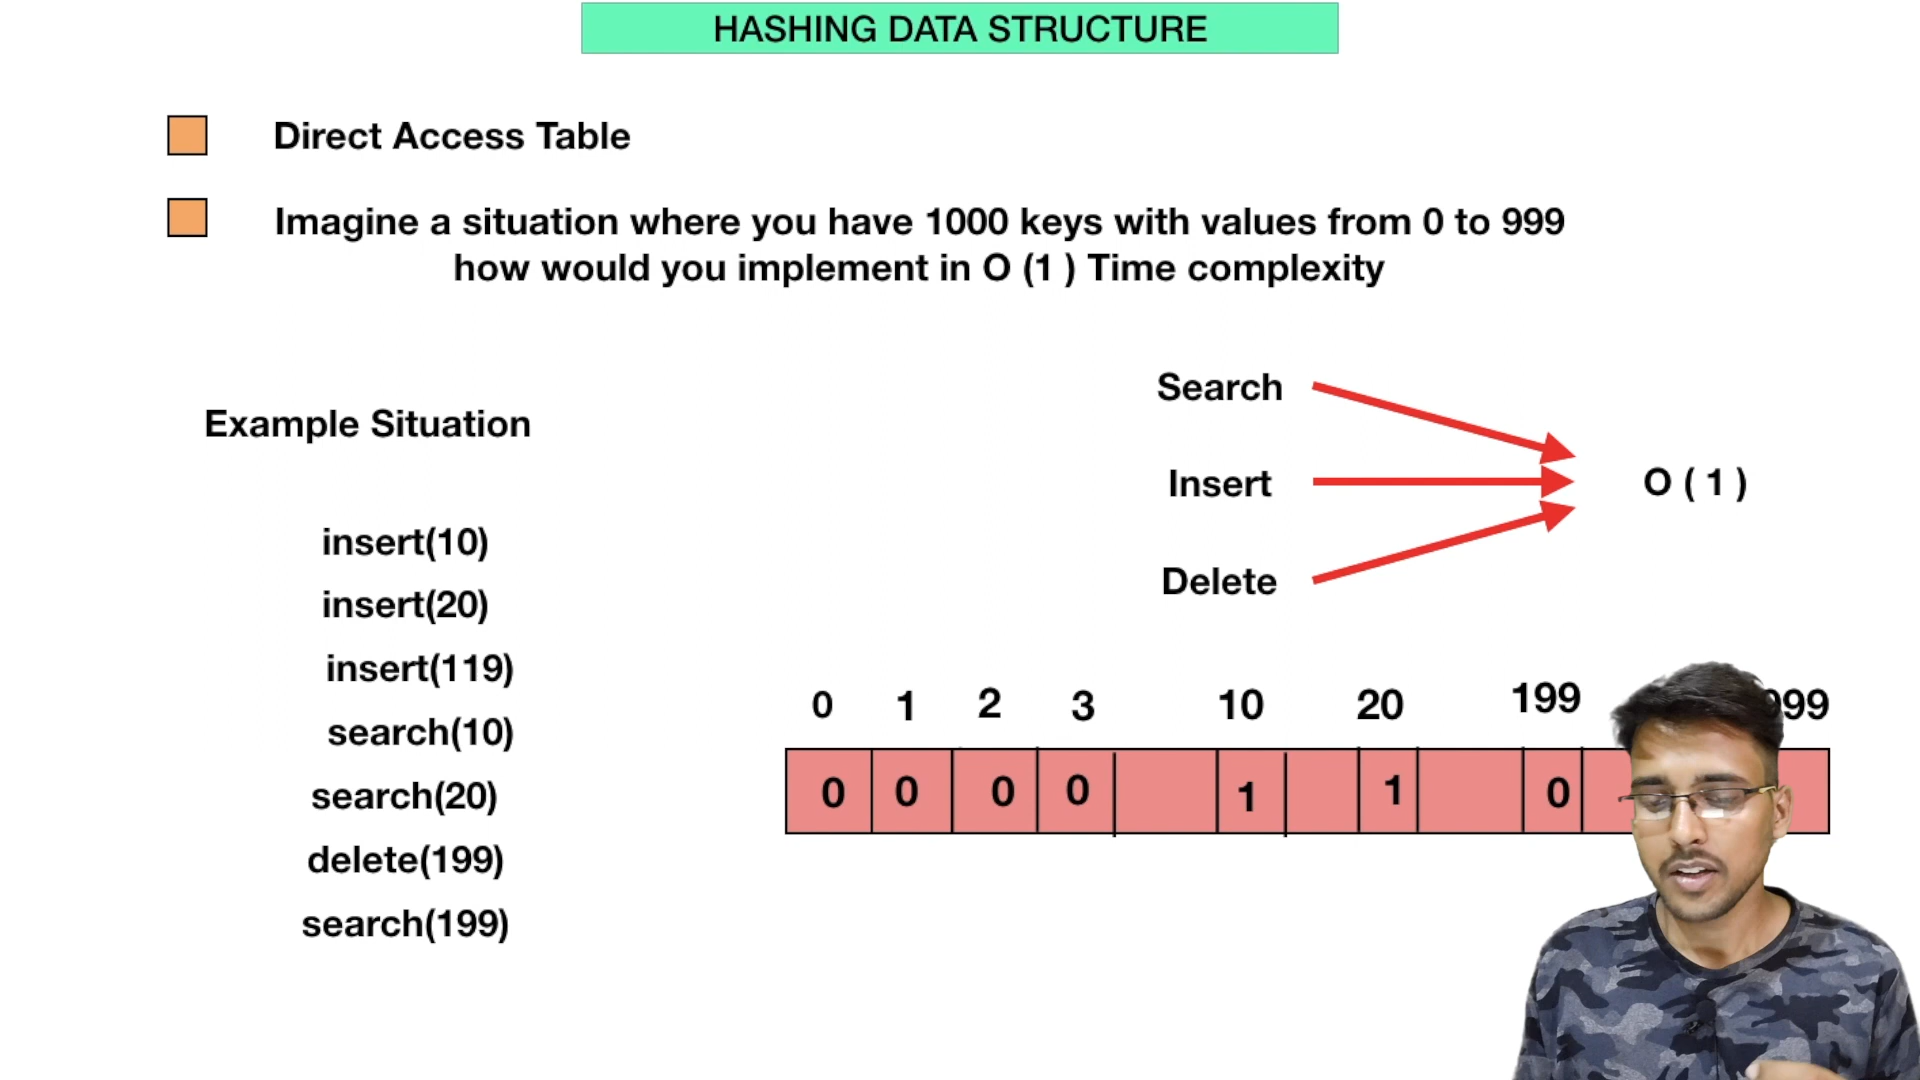 HASHING DATA STRUCTURE
Direct Access Table
Imagine a situation where you have 1000 keys with values from 0 to 999
how would you implement in O (1 ) Time complexity
Example Situation
Search
Insert
Delete
O ( 1 )
insert(10)
insert(20)
insert(119)
search(10)
search(20)
delete(199)
search(199)
0 1 2 3 10 20 199
0 0 0 0 1 1 0